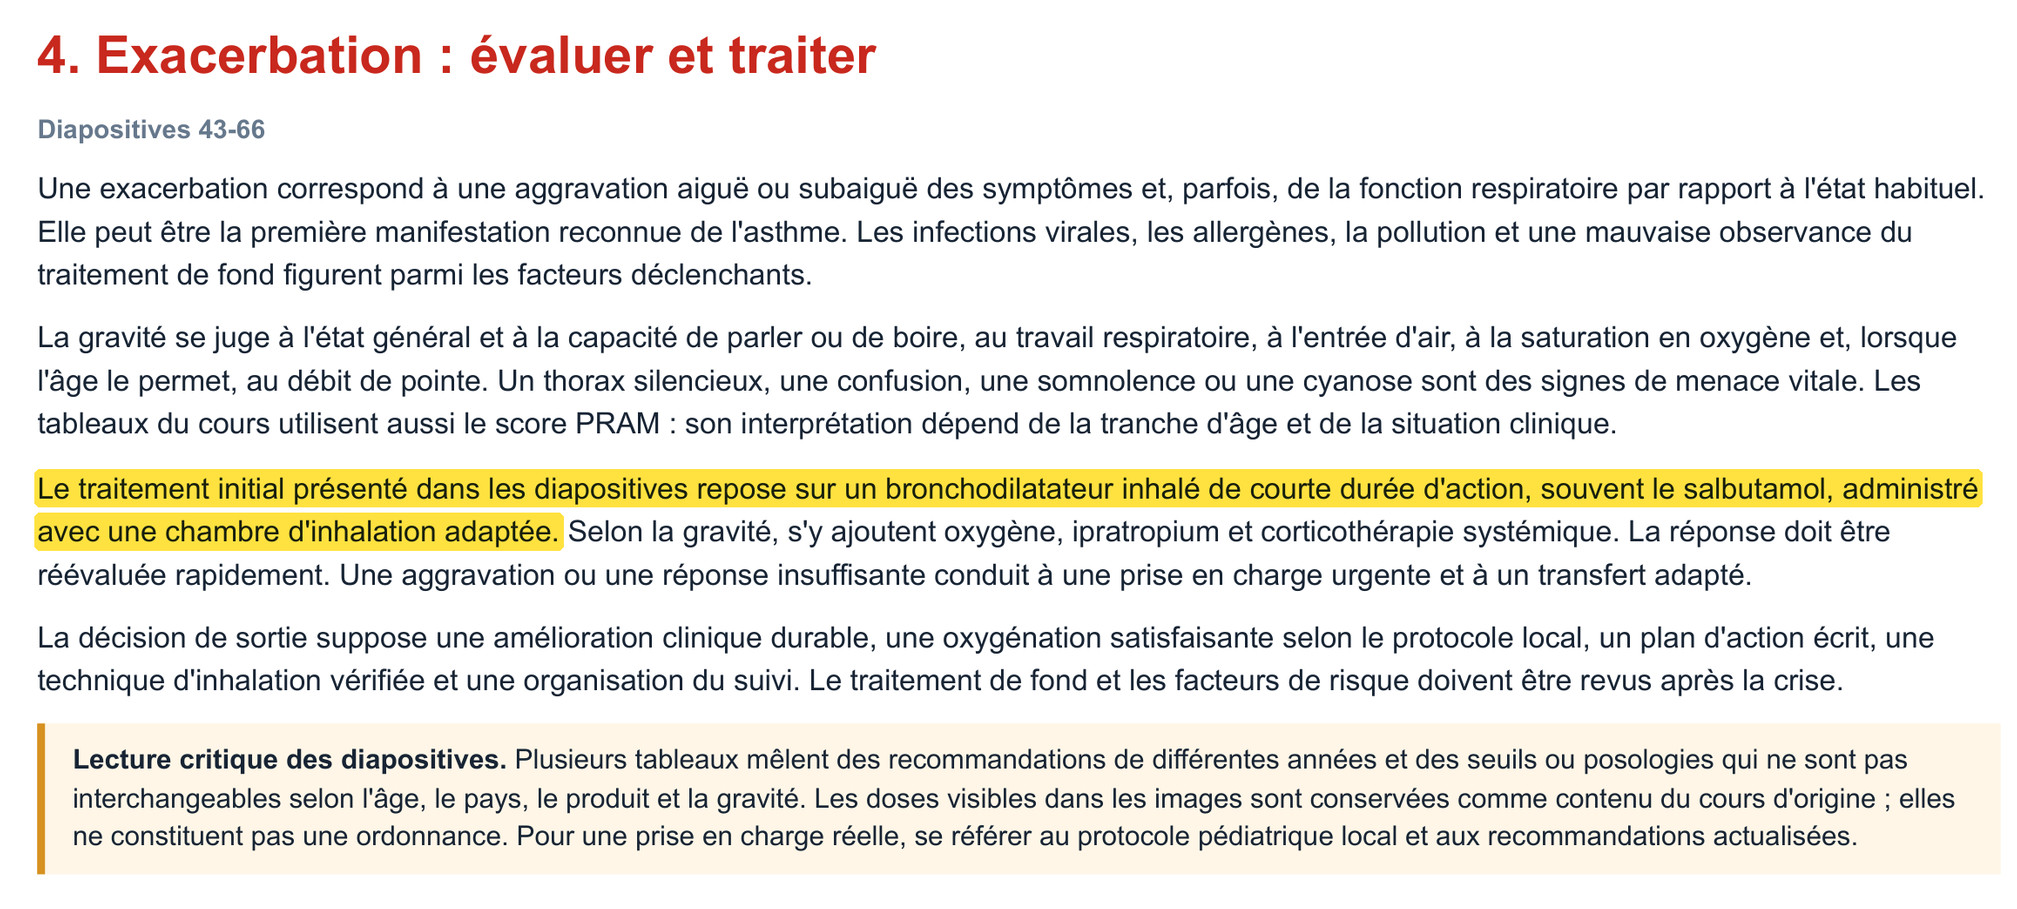 4. Exacerbation : évaluer et traiter
Diapositives 43-66
Une exacerbation correspond à une aggravation aiguë ou subaiguë des symptômes et, parfois, de la fonction respiratoire par rapport à l'état habituel.
Elle peut être la première manifestation reconnue de l'asthme. Les infections virales, les allergènes, la pollution et une mauvaise observance du
traitement de fond figurent parmi les facteurs déclenchants.
La gravité se juge à l'état général et à la capacité de parler ou de boire, au travail respiratoire, à l'entrée d'air, à la saturation en oxygène et, lorsque
l'âge le permet, au débit de pointe. Un thorax silencieux, une confusion, une somnolence ou une cyanose sont des signes de menace vitale. Les
tableaux du cours utilisent aussi le score PRAM : son interprétation dépend de la tranche d'âge et de la situation clinique.
Le traitement initial présenté dans les diapositives repose sur un bronchodilatateur inhalé de courte durée d'action, souvent le salbutamol, administré
avec une chambre d'inhalation adaptée. Selon la gravité, s'y ajoutent oxygène, ipratropium et corticothérapie systémique. La réponse doit être
réévaluée rapidement. Une aggravation ou une réponse insuffisante conduit à une prise en charge urgente et à un transfert adapté.
La décision de sortie suppose une amélioration clinique durable, une oxygénation satisfaisante selon le protocole local, un plan d'action écrit, une
technique d'inhalation vérifiée et une organisation du suivi. Le traitement de fond et les facteurs de risque doivent être revus après la crise.
Lecture critique des diapositives. Plusieurs tableaux mêlent des recommandations de différentes années et des seuils ou posologies qui ne sont pas
interchangeables selon l'âge, le pays, le produit et la gravité. Les doses visibles dans les images sont conservées comme contenu du cours d'origine ; elles
ne constituent pas une ordonnance. Pour une prise en charge réelle, se référer au protocole pédiatrique local et aux recommandations actualisées.